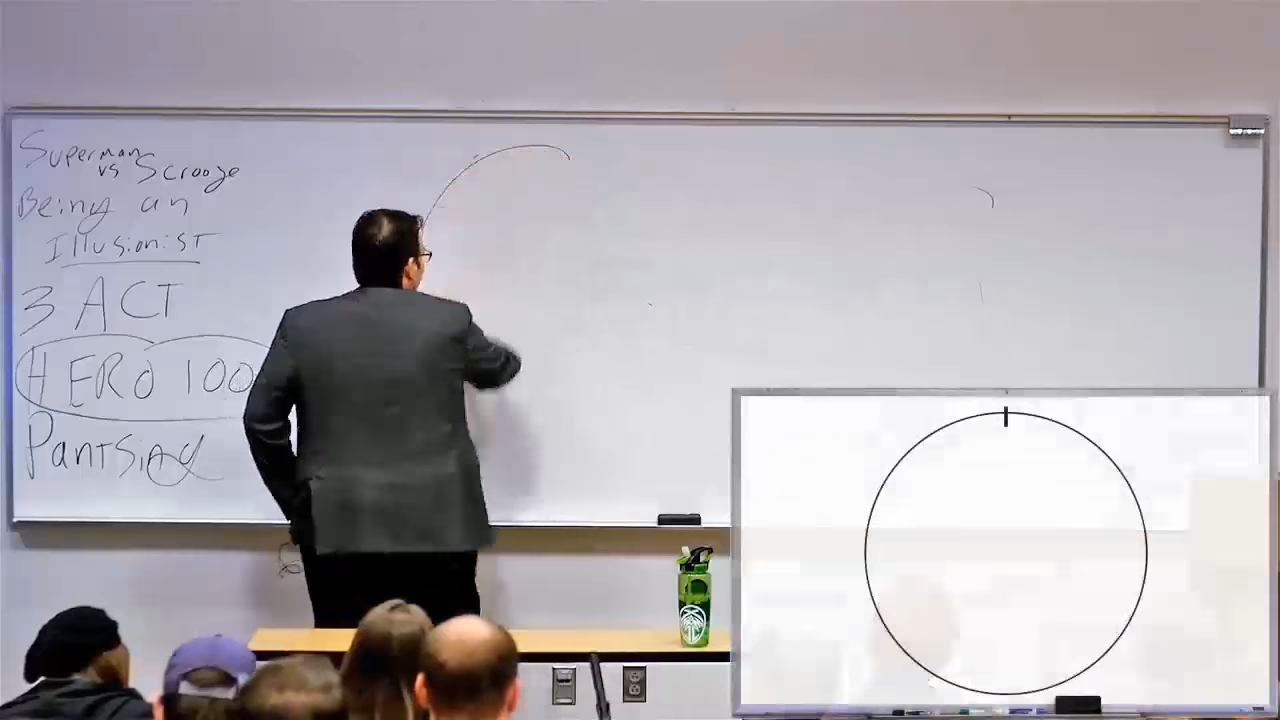 Superman
vs Scrooge
Being an
Illusionist
3 ACT
HERO 100
Pantsing